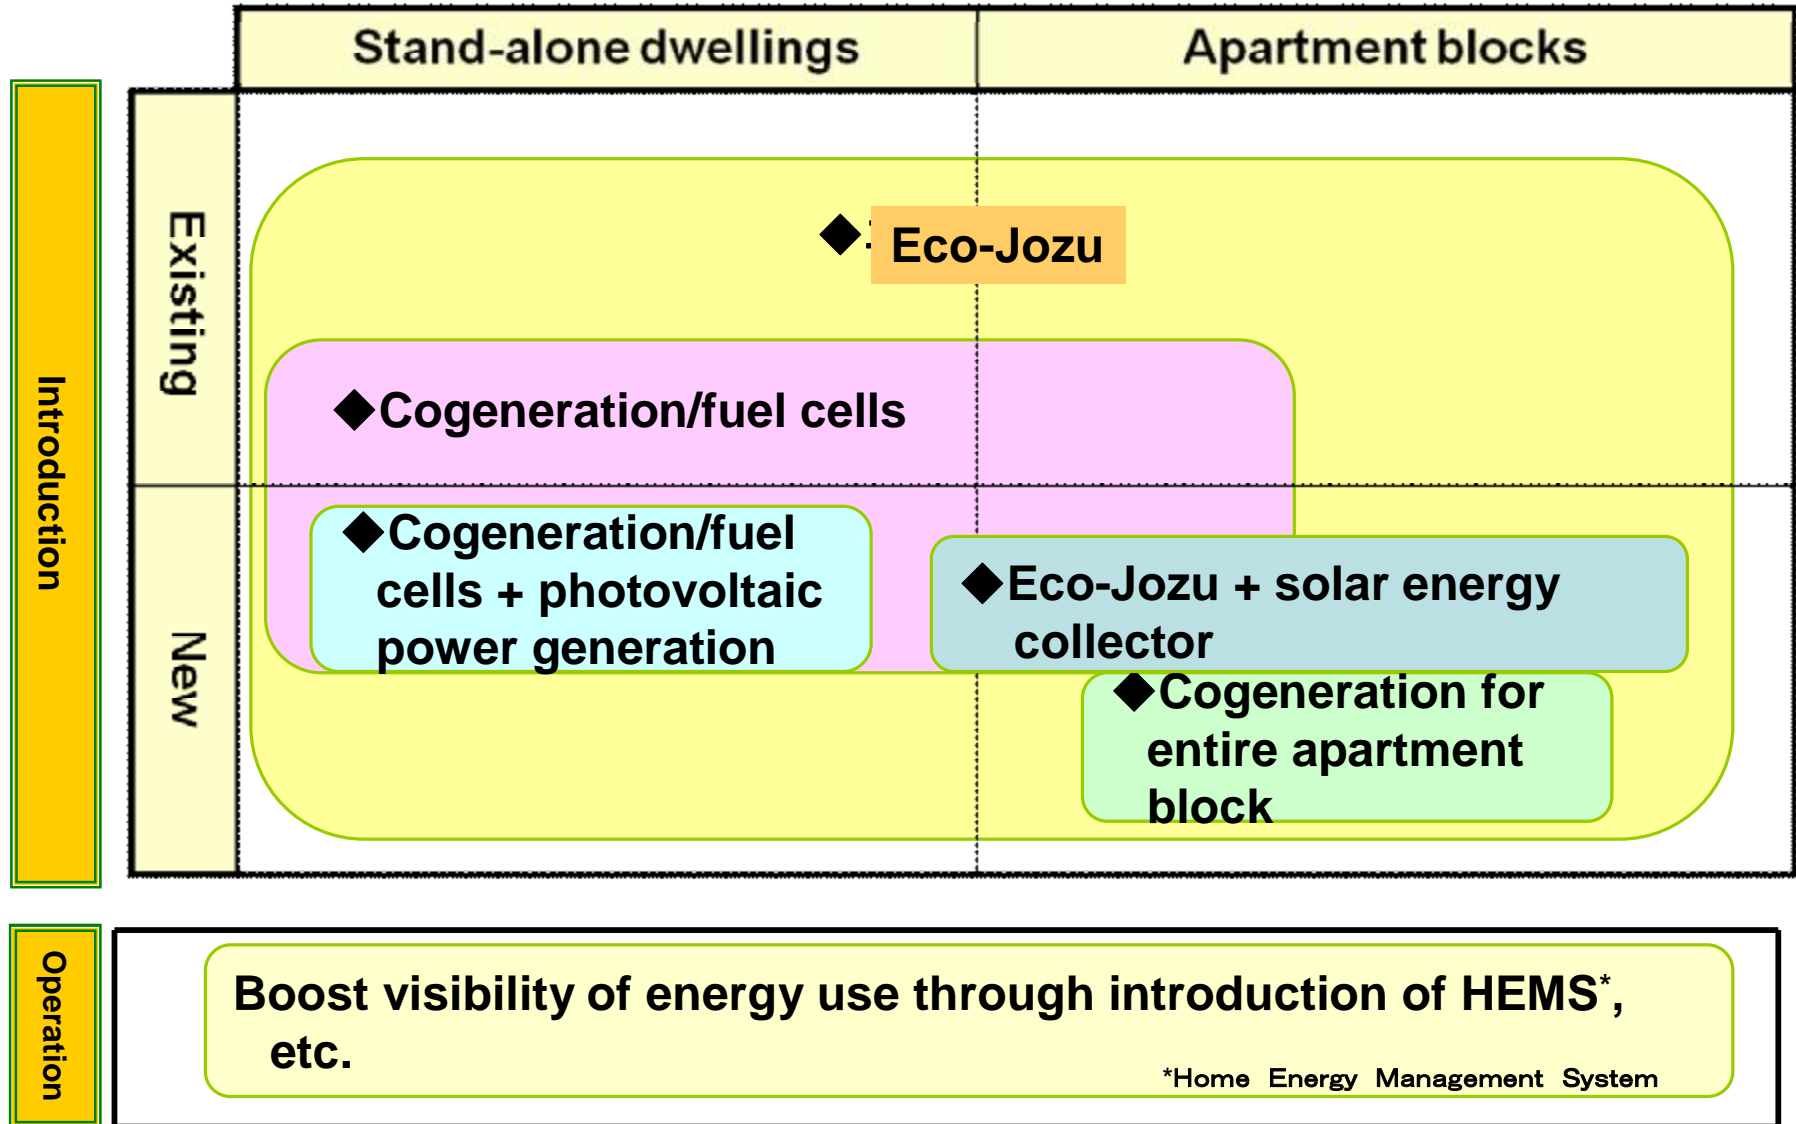 Stand-alone dwellings
Apartment blocks
Introduction
Existing
◆ Eco-Jozu
◆Cogeneration/fuel cells
New
◆Cogeneration/fuel
cells + photovoltaic
power generation
◆Eco-Jozu + solar energy
collector
◆Cogeneration for
entire apartment
block
Operation
Boost visibility of energy use through introduction of HEMS*,
etc.
*Home Energy Management System